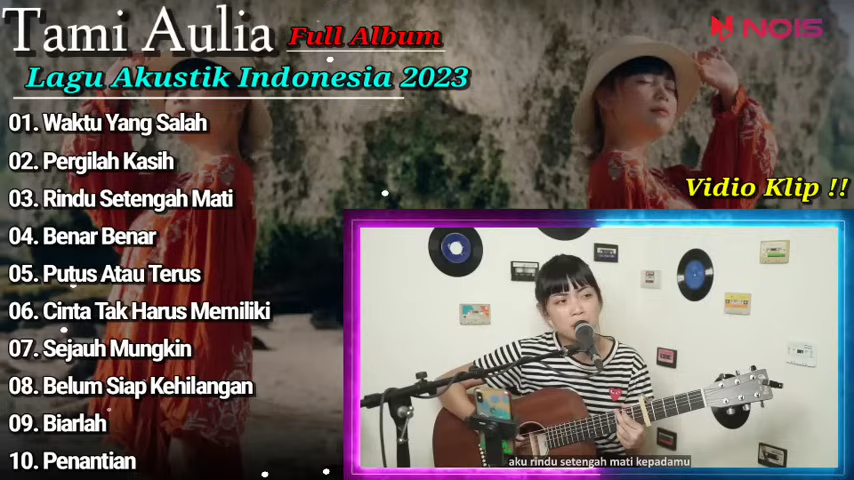 Tami Aulia Full Album
NOIS
Lagu Akustik Indonesia 2023
01. Waktu Yang Salah
02. Pergilah Kasih
03. Rindu Setengah Mati
04. Benar Benar
05. Putus Atau Terus
06. Cinta Tak Harus Memiliki
07. Sejauh Mungkin
08. Belum Siap Kehilangan
09. Biarlah
10. Penantian
Vidio Klip !!
aku rindu setengah mati kepadamu